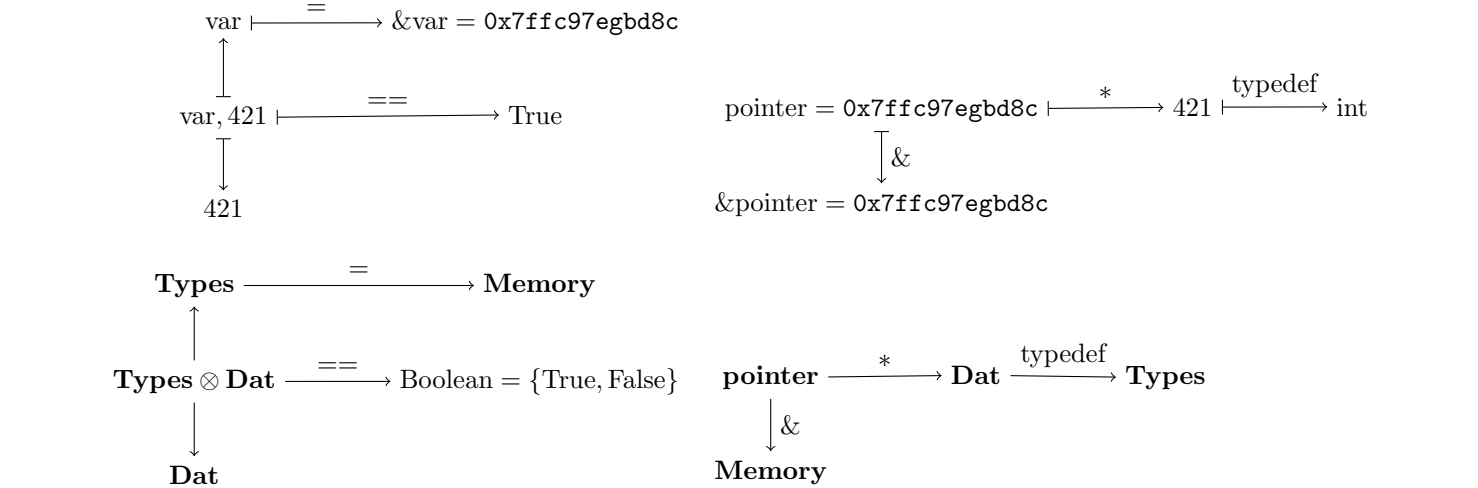 =
var ↦ &var = 0x7ffc97egbd8c
==
var, 421 ↦ True
421
*
typedef
pointer = 0x7ffc97egbd8c ↦ 421 ↦ int
&
&pointer = 0x7ffc97egbd8c
=
Types → Memory
==
Types ⊗ Dat → Boolean = {True, False}
Dat
*
typedef
pointer → Dat → Types
&
Memory